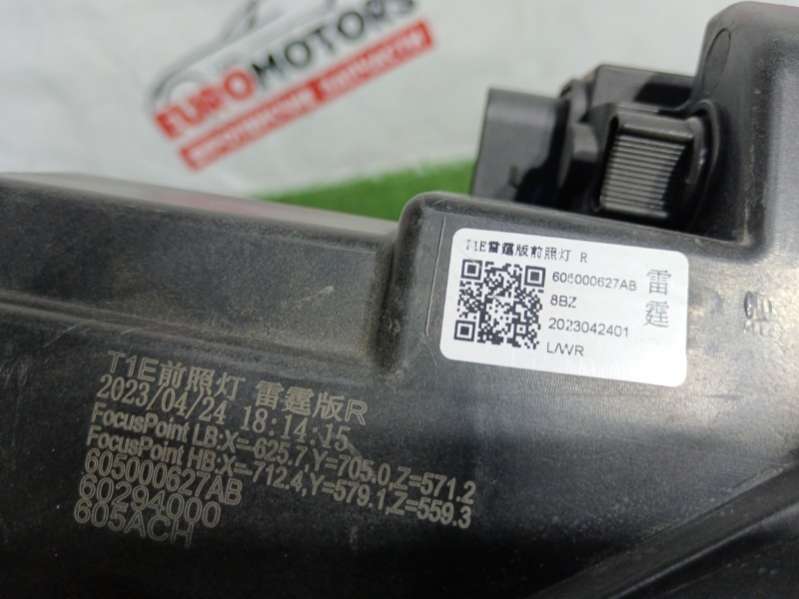 EUROMOTORS
T1E雷霆版前照灯 R
605000627AB
8BZ
2023042401
L/WR
雷霆
T1E前照灯 雷霆版R
2023/04/24 18:14:15
FocusPoint LB:X=-625.7,Y=705.0,Z=571.2
FocusPoint HB:X=-712.4,Y=579.1,Z=559.3
605000627AB
60294000
605ACH